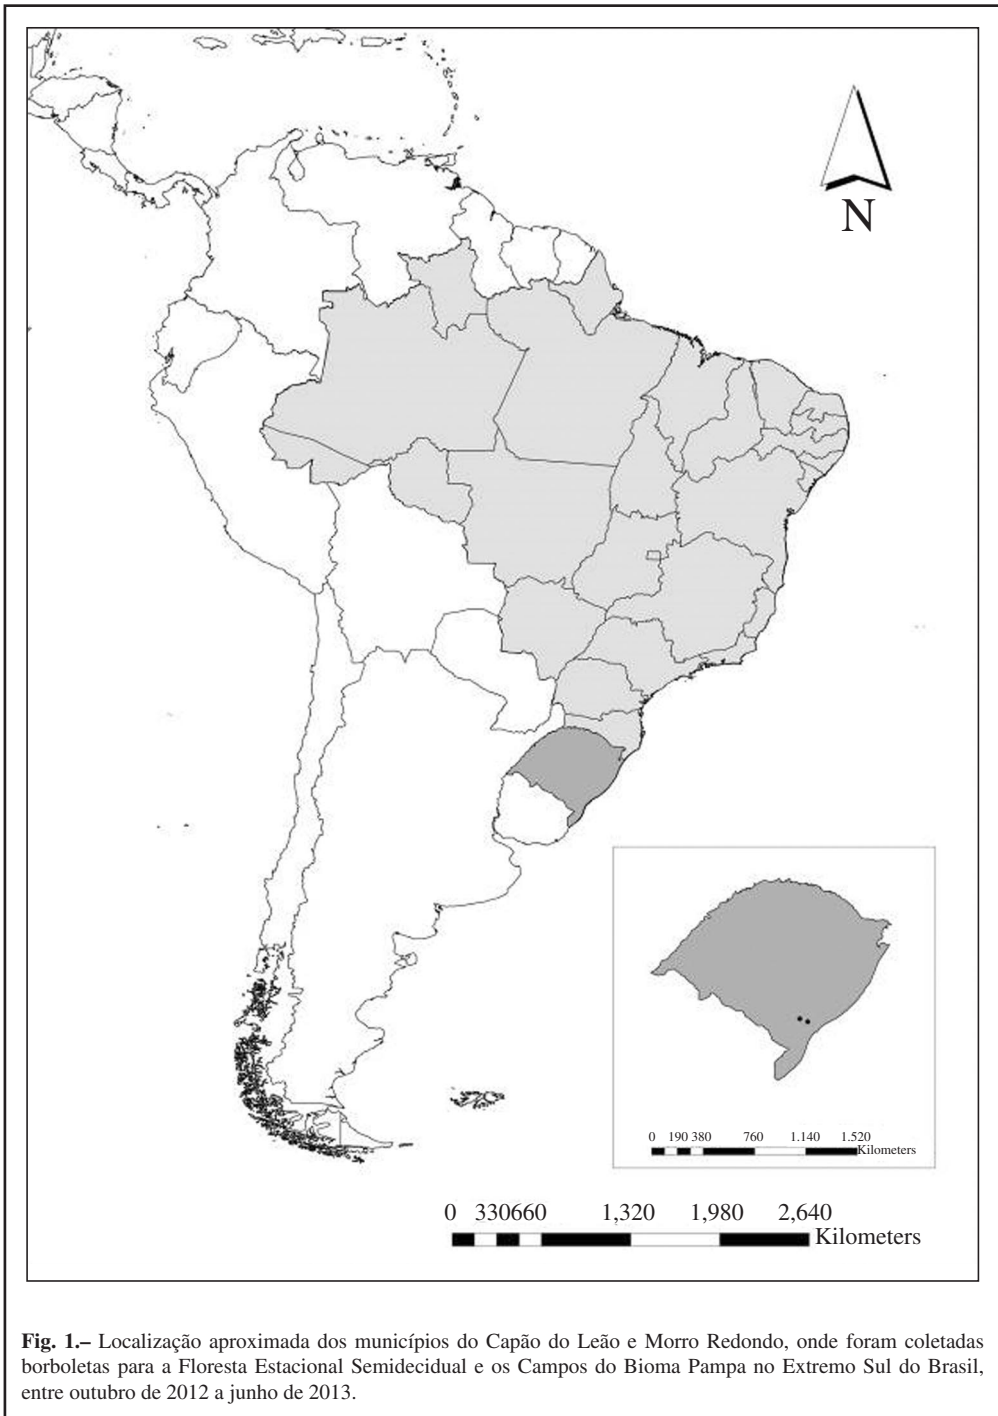 N
0 190 380 760 1.140 1.520
Kilometers
0 330660 1,320 1,980 2,640
Kilometers
Fig. 1.– Localização aproximada dos municípios do Capão do Leão e Morro Redondo, onde foram coletadas
borboletas para a Floresta Estacional Semidecidual e os Campos do Bioma Pampa no Extremo Sul do Brasil,
entre outubro de 2012 a junho de 2013.